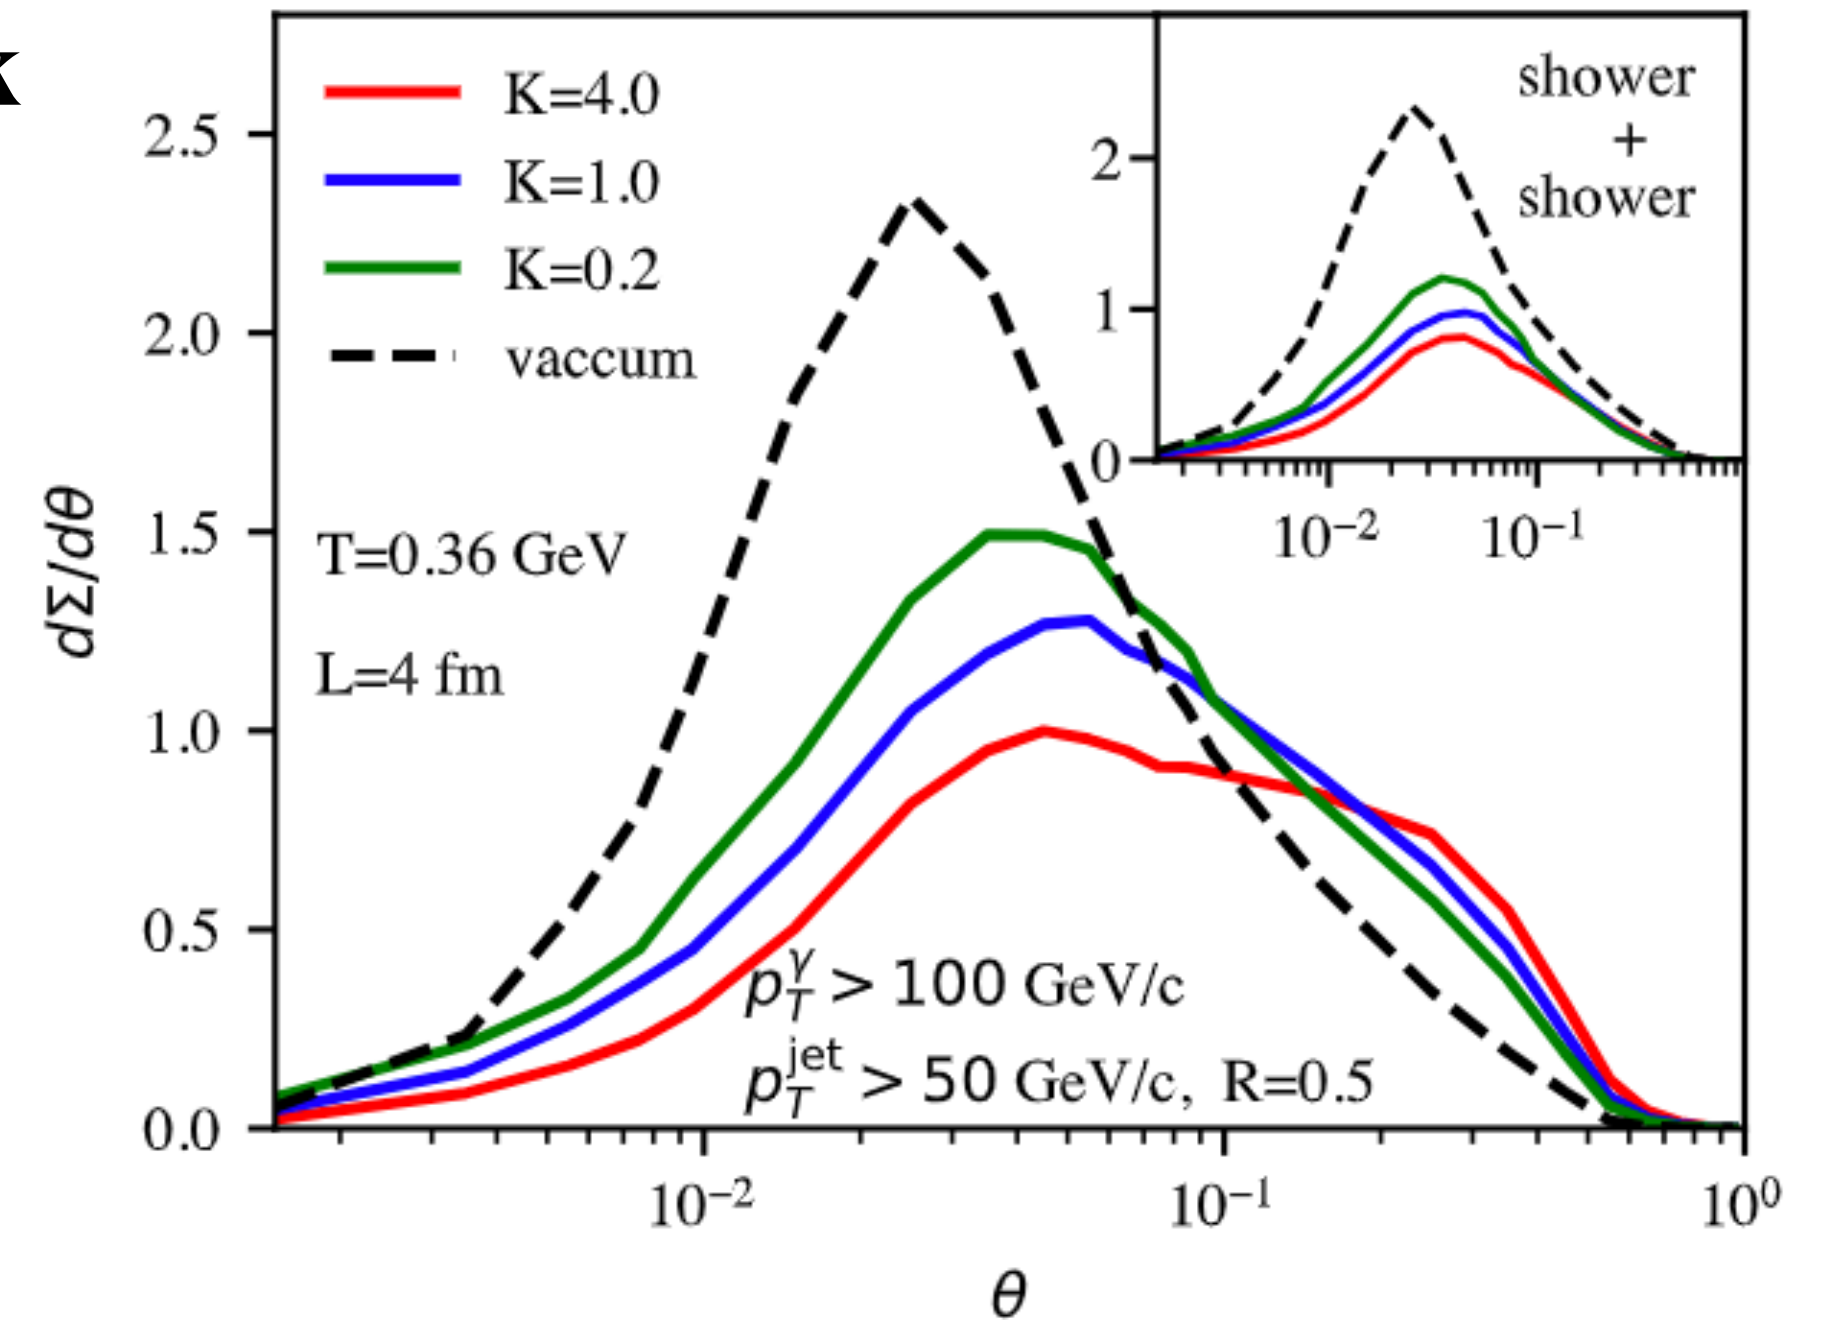 K
K=4.0
K=1.0
K=0.2
vaccum
T=0.36 GeV
L=4 fm
p_T^γ > 100 GeV/c
p_T^jet > 50 GeV/c, R=0.5
dΣ/dθ
2.5
2.0
1.5
1.0
0.5
0.0
10⁻²
10⁻¹
10⁰
θ
shower
+
shower
2
1
0
10⁻²
10⁻¹